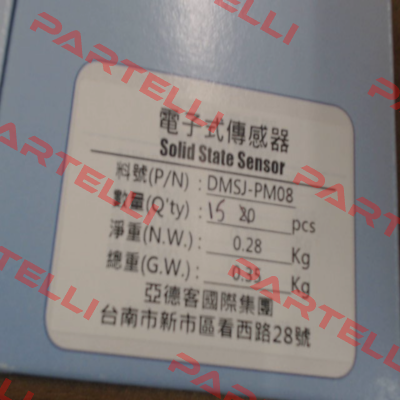 PARTELLI
電子式傳感器
Solid State Sensor
料號(P/N) : DMSJ-PM08
數量(Q'ty) : 15 20 pcs
淨重(N.W.) : 0.28 Kg
總重(G.W.) : 0.35 Kg
亞德客國際集團
台南市新市區看西路28號
PARTELLI
PARTELLI